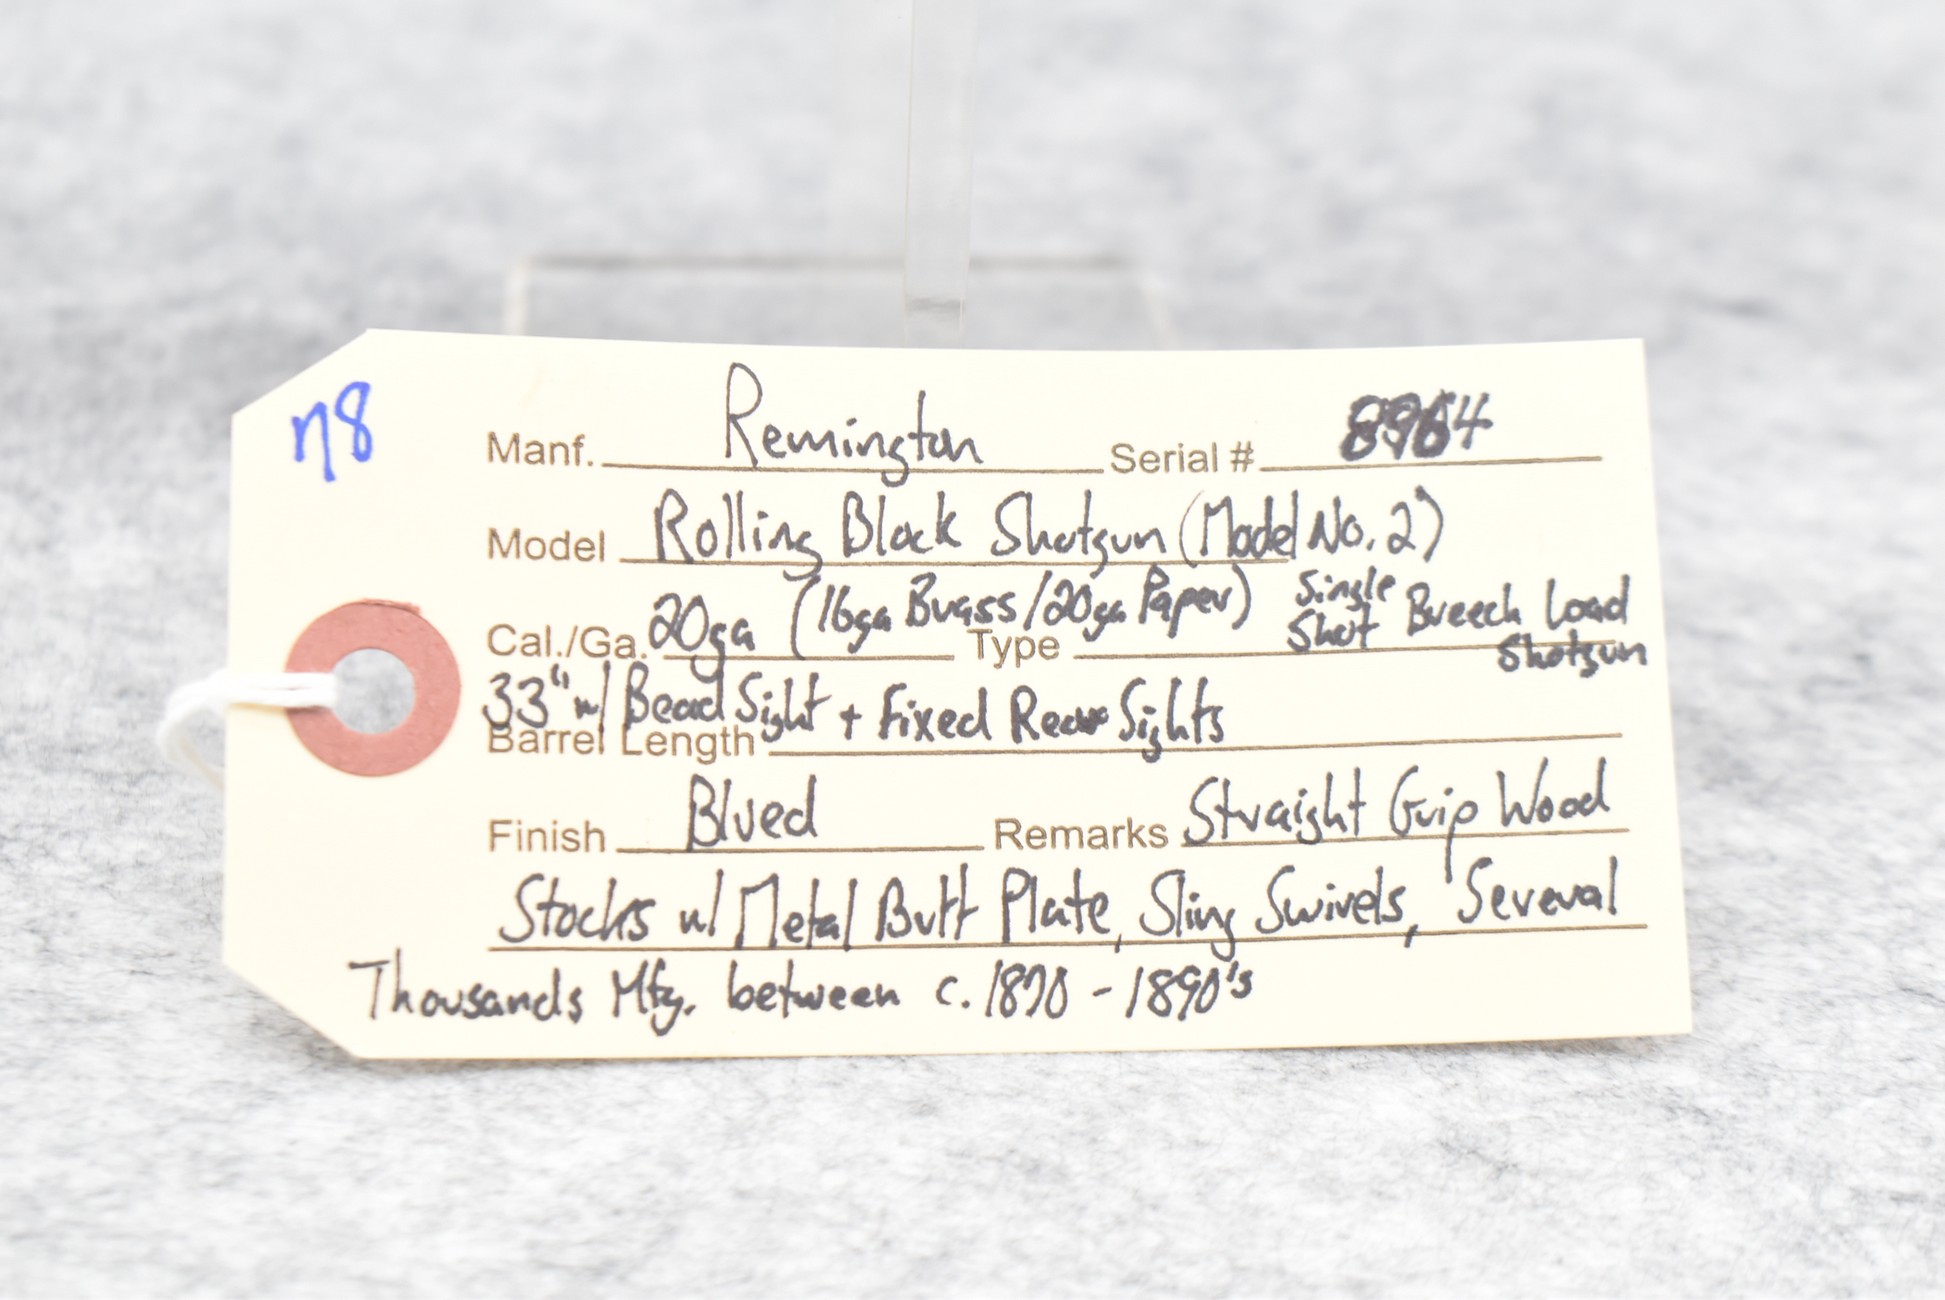 78
Manf. Remington Serial # 8964
Model Rolling Block Shotgun (Model No. 2)
Cal./Ga. 20ga (16ga Brass/20ga Paper) Type Single Shot Breech Load Shotgun
33" w/ Bead Sight + Fixed Rear Sights
Barrel Length
Finish Blued Remarks Straight Grip Wood
Stocks w/ Metal Butt Plate, Sling Swivels, Several
Thousands Mfg. between c. 1870 - 1890's